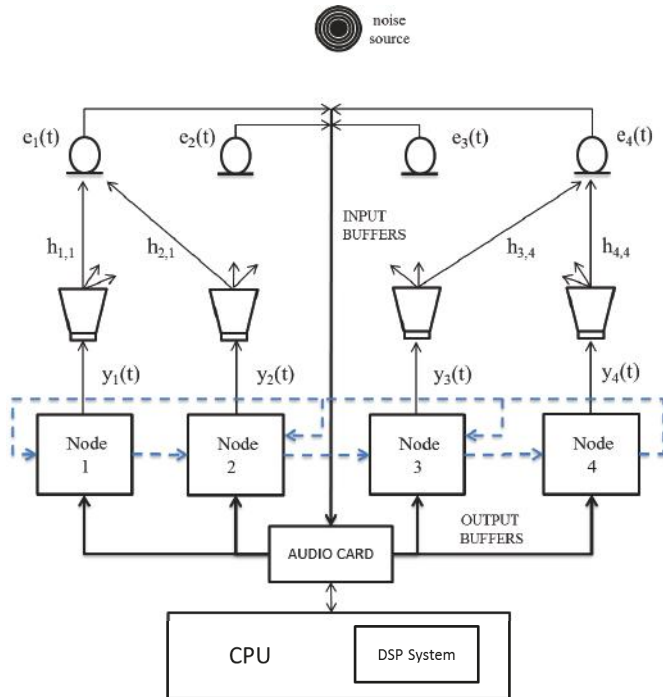 noise
source
e₁(t)
e₂(t)
e₃(t)
e₄(t)
INPUT
BUFFERS
h₁,₁
h₂,₁
h₃,₄
h₄,₄
y₁(t)
y₂(t)
y₃(t)
y₄(t)
Node
1
Node
2
Node
3
Node
4
OUTPUT
BUFFERS
AUDIO CARD
CPU
DSP System